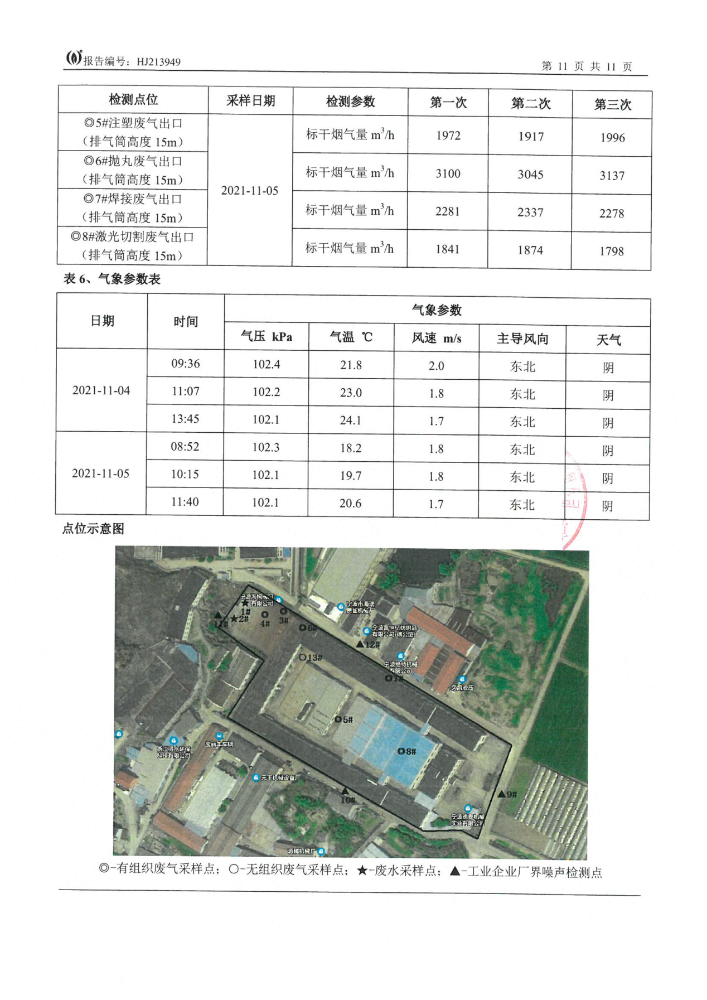 报告编号：HJ213949
第 11 页 共 11 页
检测点位 采样日期 检测参数 第一次 第二次 第三次
◎5#注塑废气出口
（排气筒高度 15m） 2021-11-05 标干烟气量 m³/h 1972 1917 1996
◎6#抛丸废气出口
（排气筒高度 15m） 标干烟气量 m³/h 3100 3045 3137
◎7#焊接废气出口
（排气筒高度 15m） 标干烟气量 m³/h 2281 2337 2278
◎8#激光切割废气出口
（排气筒高度 15m） 标干烟气量 m³/h 1841 1874 1798
表 6、气象参数表
日期 时间 气象参数
气压 kPa 气温 ℃ 风速 m/s 主导风向 天气
2021-11-04 09:36 102.4 21.8 2.0 东北 阴
11:07 102.2 23.0 1.8 东北 阴
13:45 102.1 24.1 1.7 东北 阴
2021-11-05 08:52 102.3 18.2 1.8 东北 阴
10:15 102.1 19.7 1.8 东北 阴
11:40 102.1 20.6 1.7 东北 阴
点位示意图
宁波海柯阀门
★有限公司
1#
★2#
▲
11#
◎
4#
◎
3#
◎6#
宁波市海诺
宁波富恒亿纺织品
▲12#
○13#
宁波绝特机械
有限公司
◎7#
久凯液压
◎5#
◎8#
宝丽丰车辆
浙江得水环保
科技有限公司
元丰机械设备厂
▲
10#
▲9#
宁波德曼机械
实业有限公司
源腾机械厂
◎-有组织废气采样点；○-无组织废气采样点；★-废水采样点；▲-工业企业厂界噪声检测点